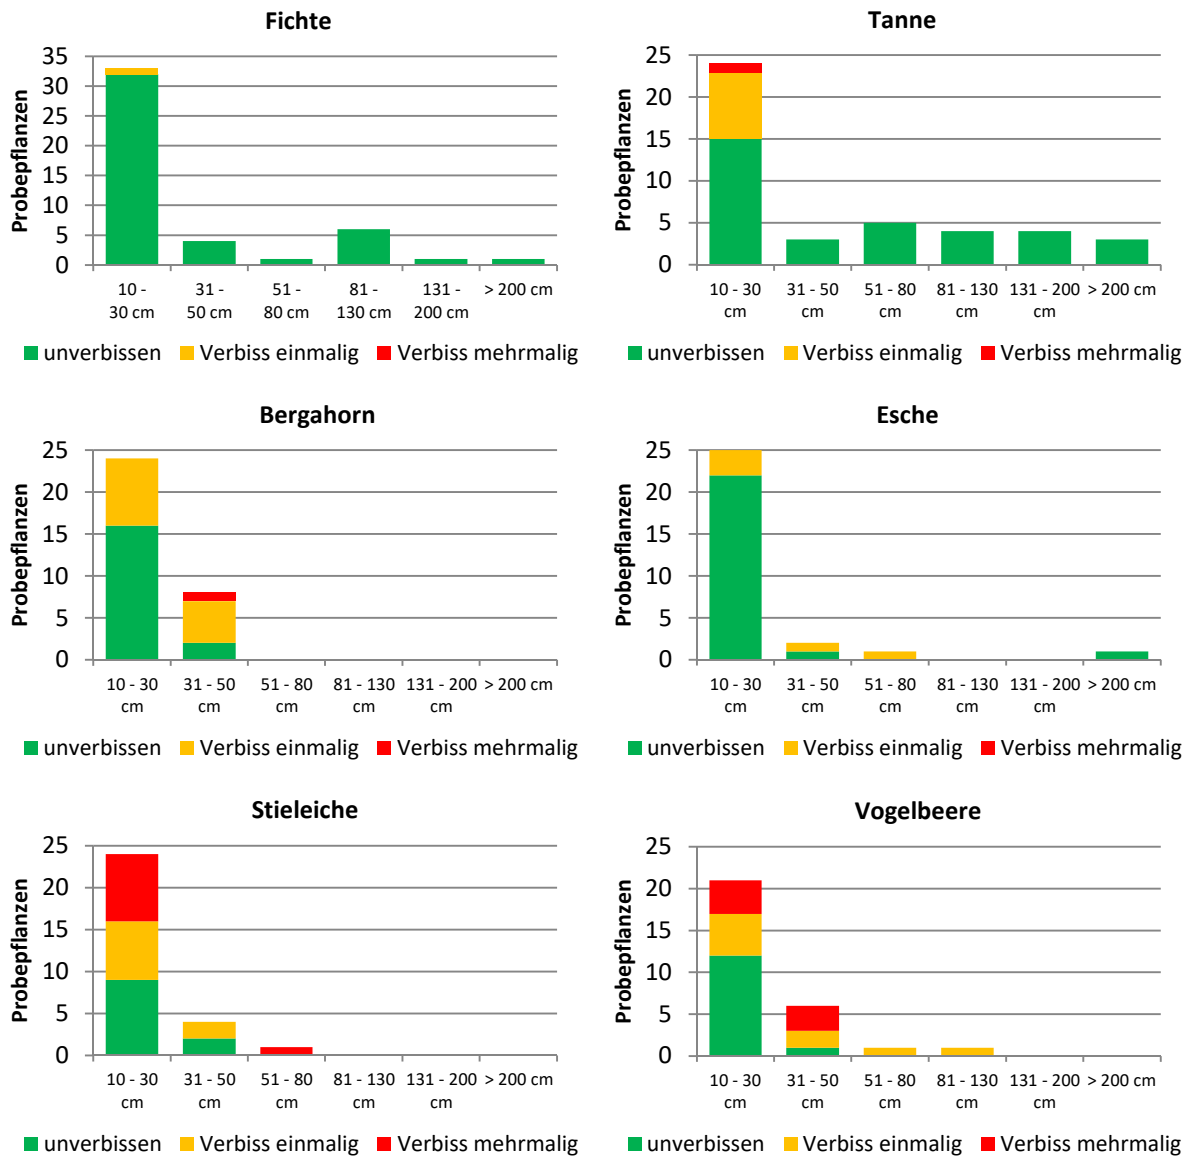 Fichte
Probepflanzen
35
30
25
20
15
10
5
0
10 - 31 - 51 - 81 - 131 - > 200 cm
30 cm 50 cm 80 cm 130 cm 200 cm
unverbissen Verbiss einmalig Verbiss mehrmalig
Tanne
Probepflanzen
25
20
15
10
5
0
10 - 30 31 - 50 51 - 80 81 - 130 131 - 200 > 200 cm
cm cm cm cm cm
unverbissen Verbiss einmalig Verbiss mehrmalig
Bergahorn
Probepflanzen
25
20
15
10
5
0
10 - 30 31 - 50 51 - 80 81 - 130 131 - 200 > 200 cm
cm cm cm cm cm
unverbissen Verbiss einmalig Verbiss mehrmalig
Esche
Probepflanzen
25
20
15
10
5
0
10 - 30 31 - 50 51 - 80 81 - 130 131 - 200 > 200 cm
cm cm cm cm cm
unverbissen Verbiss einmalig Verbiss mehrmalig
Stieleiche
Probepflanzen
25
20
15
10
5
0
10 - 30 31 - 50 51 - 80 81 - 130 131 - 200 > 200 cm
cm cm cm cm cm
unverbissen Verbiss einmalig Verbiss mehrmalig
Vogelbeere
Probepflanzen
25
20
15
10
5
0
10 - 30 31 - 50 51 - 80 81 - 130 131 - 200 > 200 cm
cm cm cm cm cm
unverbissen Verbiss einmalig Verbiss mehrmalig